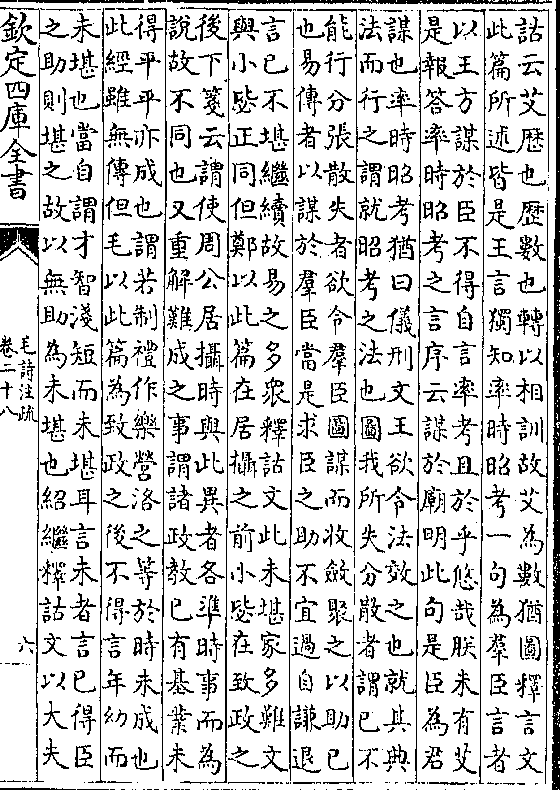 詁云艾歴也歴數也轉以相訓故艾為數猶圖釋言文
此篇所述皆是王言獨知率時昭考一句為羣臣言者
以王方謀於臣不得自言率考且於乎悠哉朕未有艾
是報答率時昭考之言序云謀於廟明此句是臣為君
謀也率時昭考猶曰儀刑文王欲令法效之也就其典
法而行之謂就昭考之法也圖我所失分散者謂已不
能行分張散失者欲令羣臣圖謀而收斂聚之以助已
也易傳者以謀於羣臣當是求臣之助不宜過自謙退
言已不堪繼續故易之多衆釋詁文此未堪家多難文
與小毖正同但鄭以此篇在居攝之前小毖在致政之
後下箋云謂使周公居攝時與此異者各準時事而為
說故不同也又重解難成之事謂諸政教已有基業未
得平平亦成也謂若制禮作樂營洛之等於時未成也
此經雖無傳但毛以此篇為致政之後不得言年幼而
未堪也當自謂才智淺短而未堪耳言未者言已得臣
之助則堪之故以無助為未堪也紹繼釋詁文以大夫
欽定四庫全書
毛詩注疏
卷二十八
六